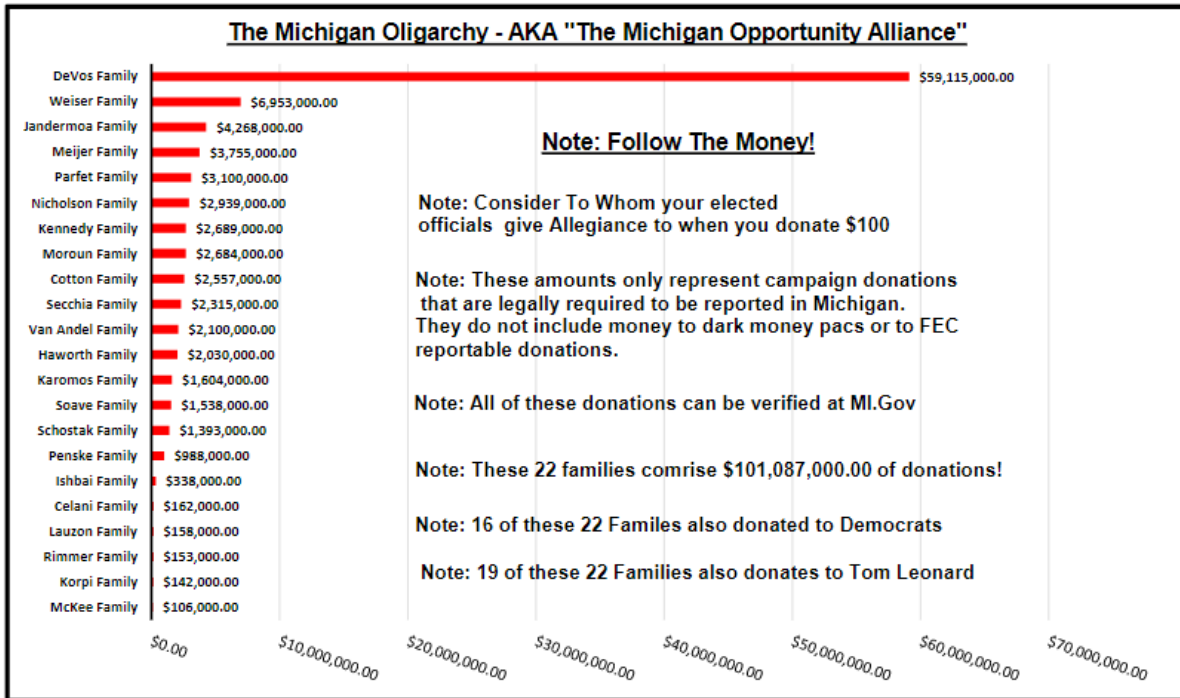 The Michigan Oligarchy - AKA "The Michigan Opportunity Alliance"
DeVos Family $59,115,000.00
Weiser Family $6,953,000.00
Jandermoa Family $4,268,000.00
Meijer Family $3,755,000.00
Parfet Family $3,100,000.00
Nicholson Family $2,939,000.00
Kennedy Family $2,689,000.00
Moroun Family $2,684,000.00
Cotton Family $2,557,000.00
Secchia Family $2,315,000.00
Van Andel Family $2,100,000.00
Haworth Family $2,030,000.00
Karomos Family $1,604,000.00
Soave Family $1,538,000.00
Schostak Family $1,393,000.00
Penske Family $988,000.00
Ishbai Family $338,000.00
Celani Family $162,000.00
Lauzon Family $158,000.00
Rimmer Family $153,000.00
Korpi Family $142,000.00
McKee Family $106,000.00
Note: Follow The Money!
Note: Consider To Whom your elected
officials give Allegiance to when you donate $100
Note: These amounts only represent campaign donations
that are legally required to be reported in Michigan.
They do not include money to dark money pacs or to FEC
reportable donations.
Note: All of these donations can be verified at MI.Gov
Note: These 22 families comrise $101,087,000.00 of donations!
Note: 16 of these 22 Familes also donated to Democrats
Note: 19 of these 22 Families also donates to Tom Leonard
$0.00 $10,000,000.00 $20,000,000.00 $30,000,000.00 $40,000,000.00 $50,000,000.00 $60,000,000.00 $70,000,000.00